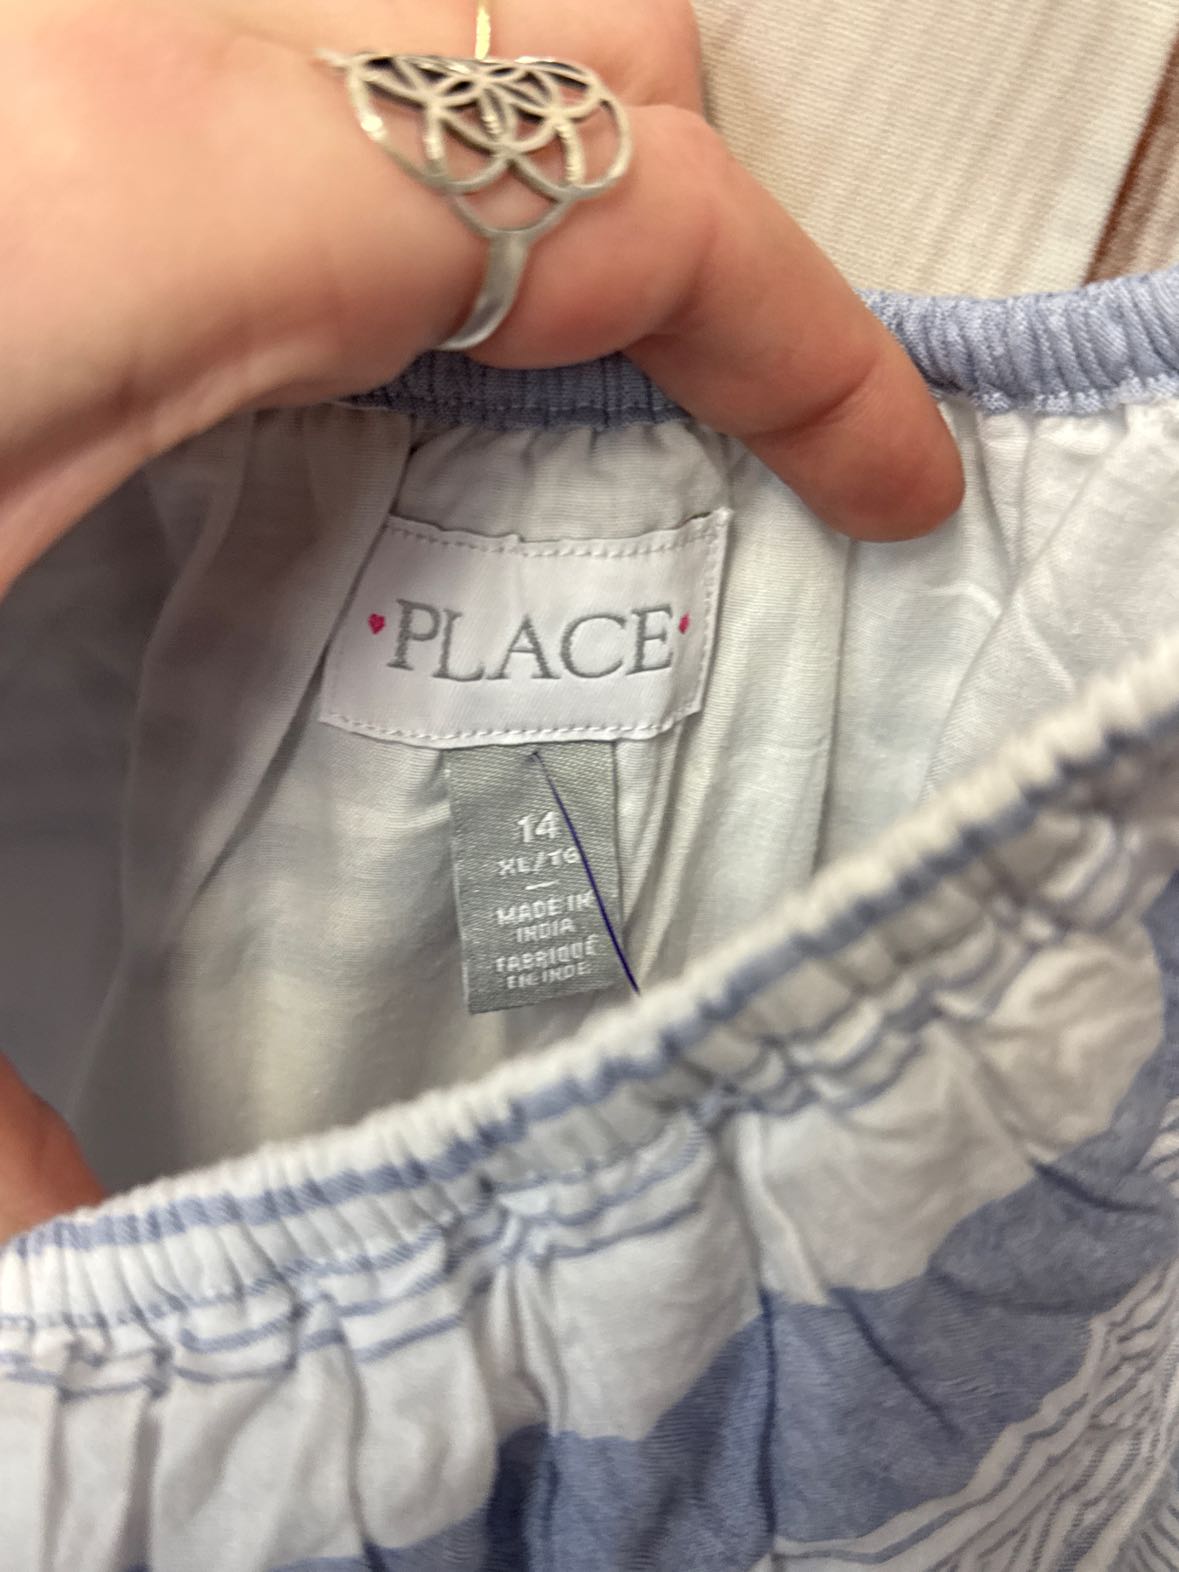 PLACE
14
XL/TG
MADE IN
INDIA
FABRIQUÉ
EN INDE